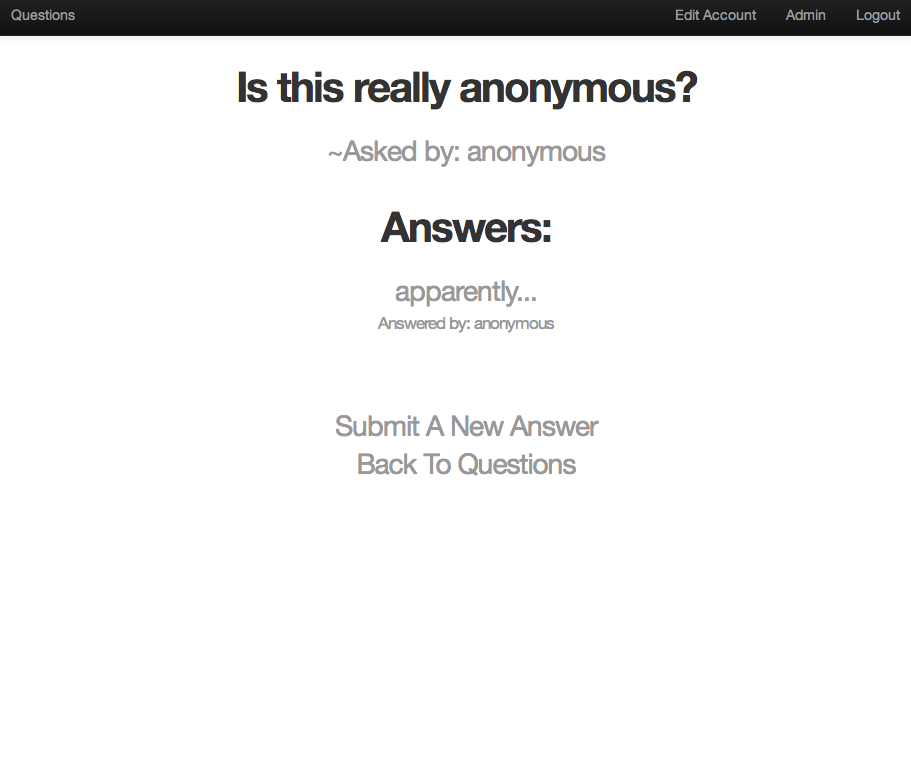 Questions Edit Account Admin Logout
Is this really anonymous?
~Asked by: anonymous
Answers:
apparently...
Answered by: anonymous
Submit A New Answer
Back To Questions